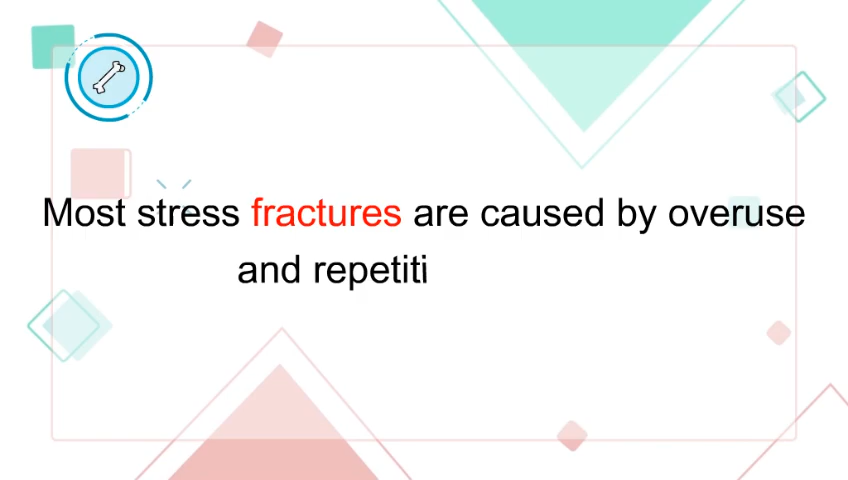 Most stress fractures are caused by overuse
and repetiti